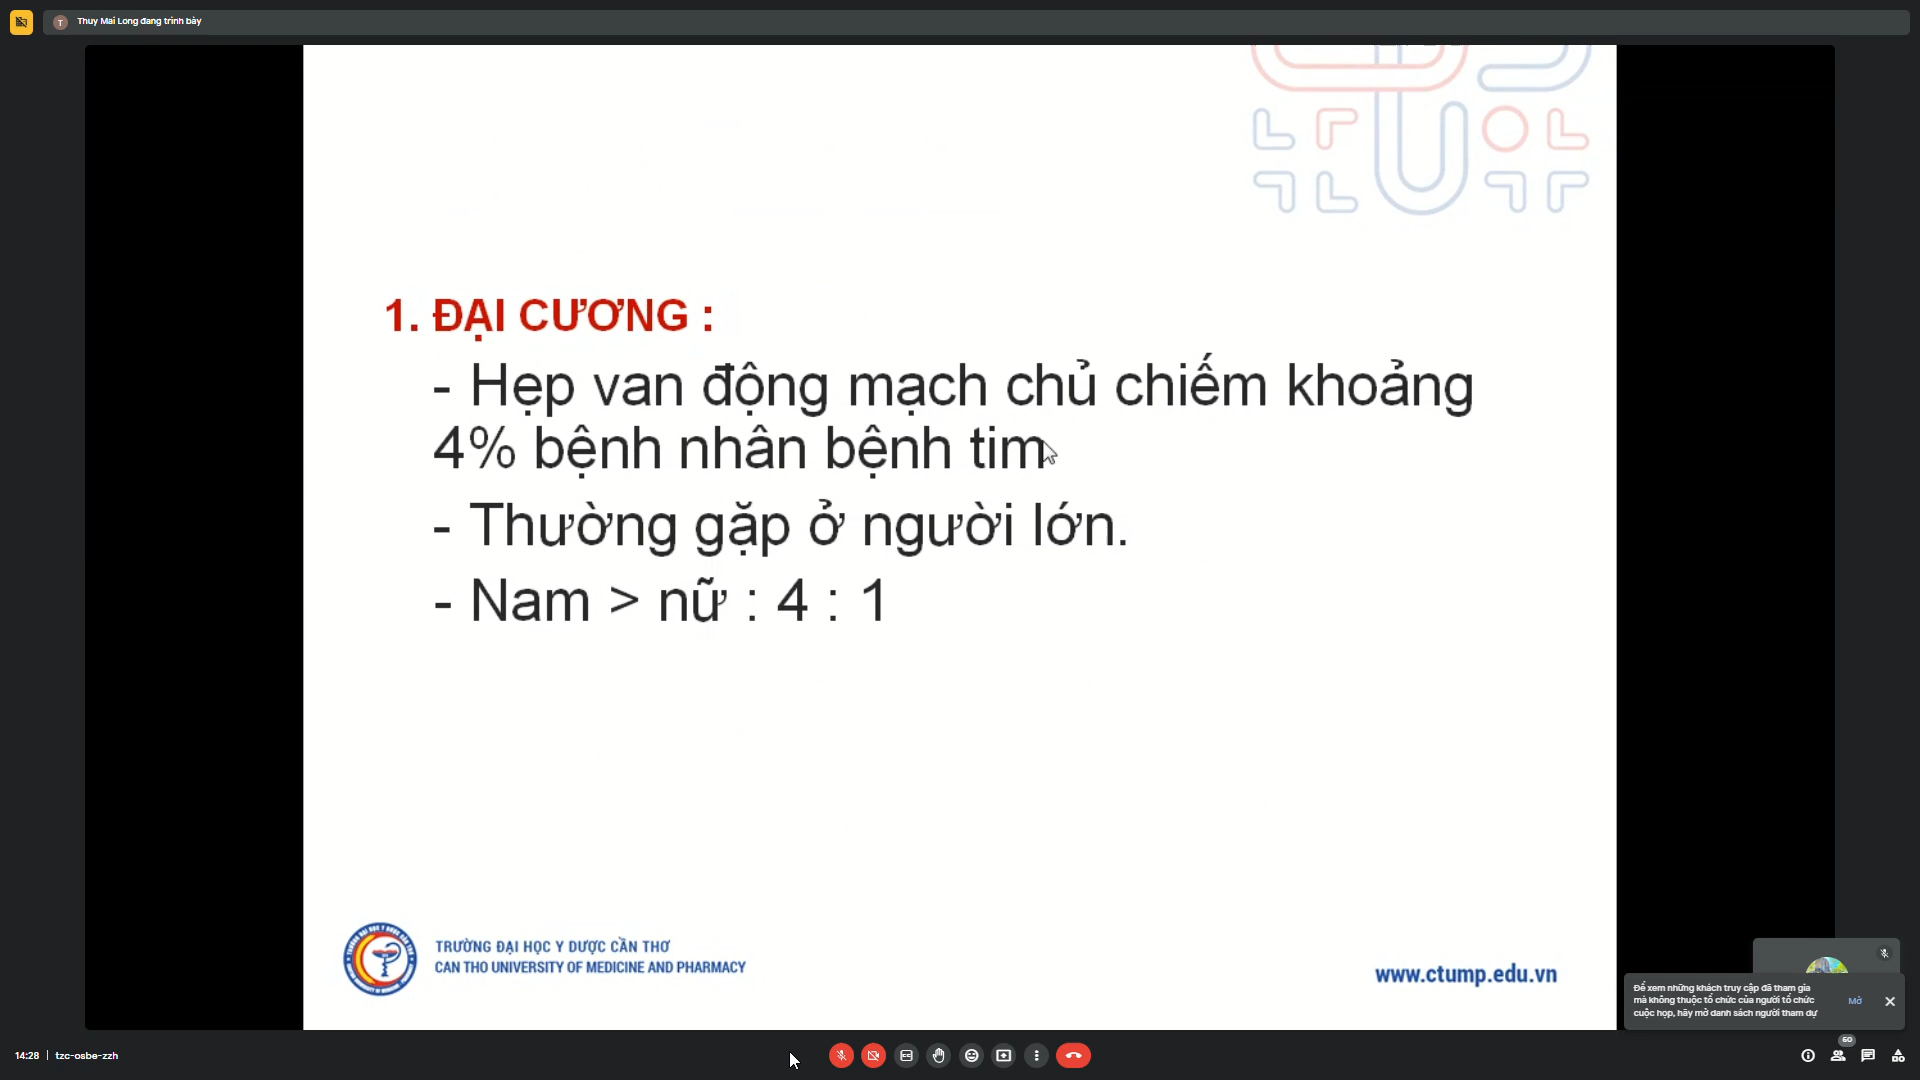 T Thuy Mai Long đang trình bày
1. ĐẠI CƯƠNG :
- Hẹp van động mạch chủ chiếm khoảng
4% bệnh nhân bệnh tim
- Thường gặp ở người lớn.
- Nam > nữ : 4 : 1
TRƯỜNG ĐẠI HỌC Y DƯỢC CẦN THƠ
CAN THO UNIVERSITY OF MEDICINE AND PHARMACY
www.ctump.edu.vn
Để xem những khách truy cập đã tham gia
mà không thuộc tổ chức của người tổ chức
cuộc họp, hãy mở danh sách người tham dự
Mở
14:28 | tzc-osbe-zzh
60